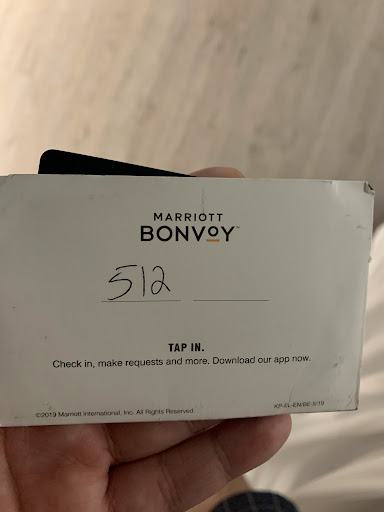 MARRIOTT
BONVOY™
512
TAP IN.
Check in, make requests and more. Download our app now.
©2019 Marriott International, Inc. All Rights Reserved.